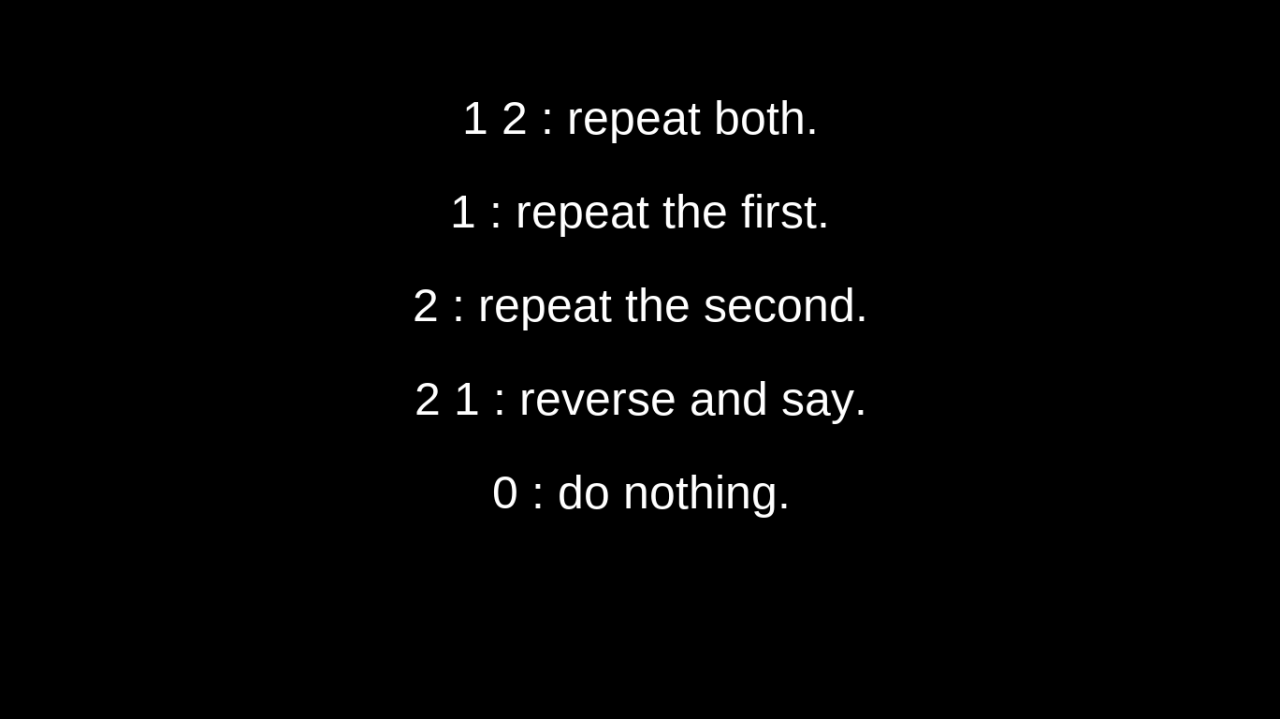 1 2 : repeat both.
1 : repeat the first.
2 : repeat the second.
2 1 : reverse and say.
0 : do nothing.